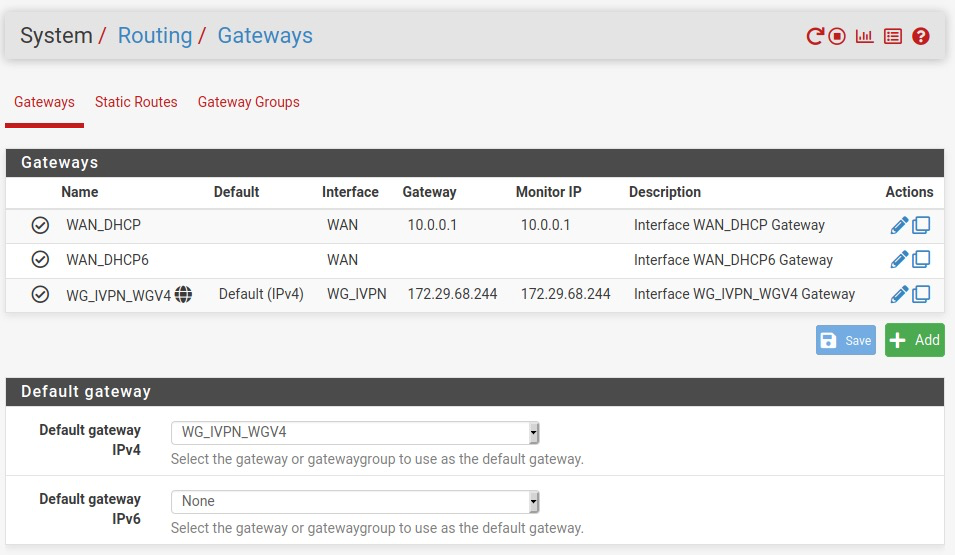 System / Routing / Gateways
Gateways Static Routes Gateway Groups
Gateways
Name Default Interface Gateway Monitor IP Description Actions
WAN_DHCP WAN 10.0.0.1 10.0.0.1 Interface WAN_DHCP Gateway
WAN_DHCP6 WAN Interface WAN_DHCP6 Gateway
WG_IVPN_WGV4 Default (IPv4) WG_IVPN 172.29.68.244 172.29.68.244 Interface WG_IVPN_WGV4 Gateway
Save Add
Default gateway
Default gateway IPv4 WG_IVPN_WGV4
Select the gateway or gatewaygroup to use as the default gateway.
Default gateway IPv6 None
Select the gateway or gatewaygroup to use as the default gateway.